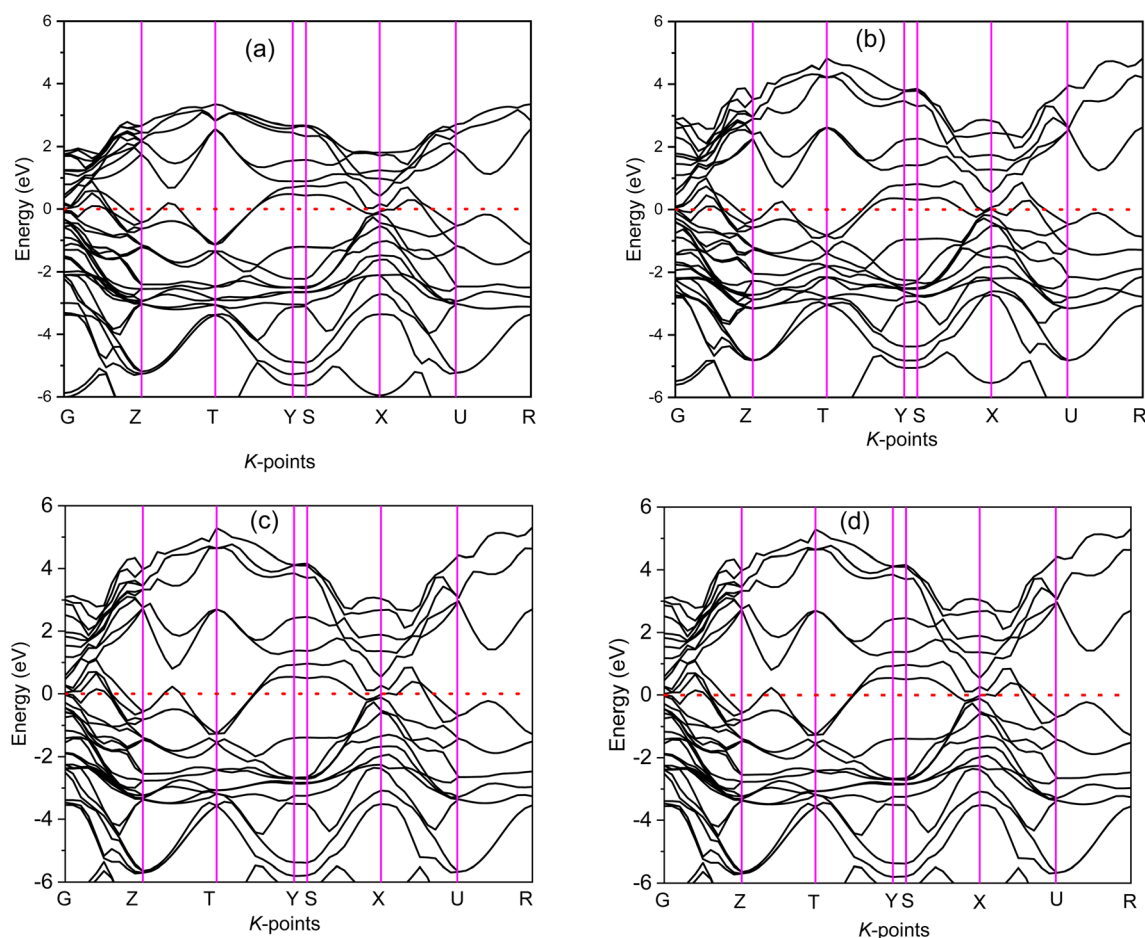 (a)
6
4
2
0
-2
-4
-6
Energy (eV)
G Z T Y S X U R
K-points
(b)
6
4
2
0
-2
-4
-6
Energy (eV)
G Z T Y S X U R
K-points
(c)
6
4
2
0
-2
-4
-6
Energy (eV)
G Z T Y S X U R
K-points
(d)
6
4
2
0
-2
-4
-6
Energy (eV)
G Z T Y S X U R
K-points